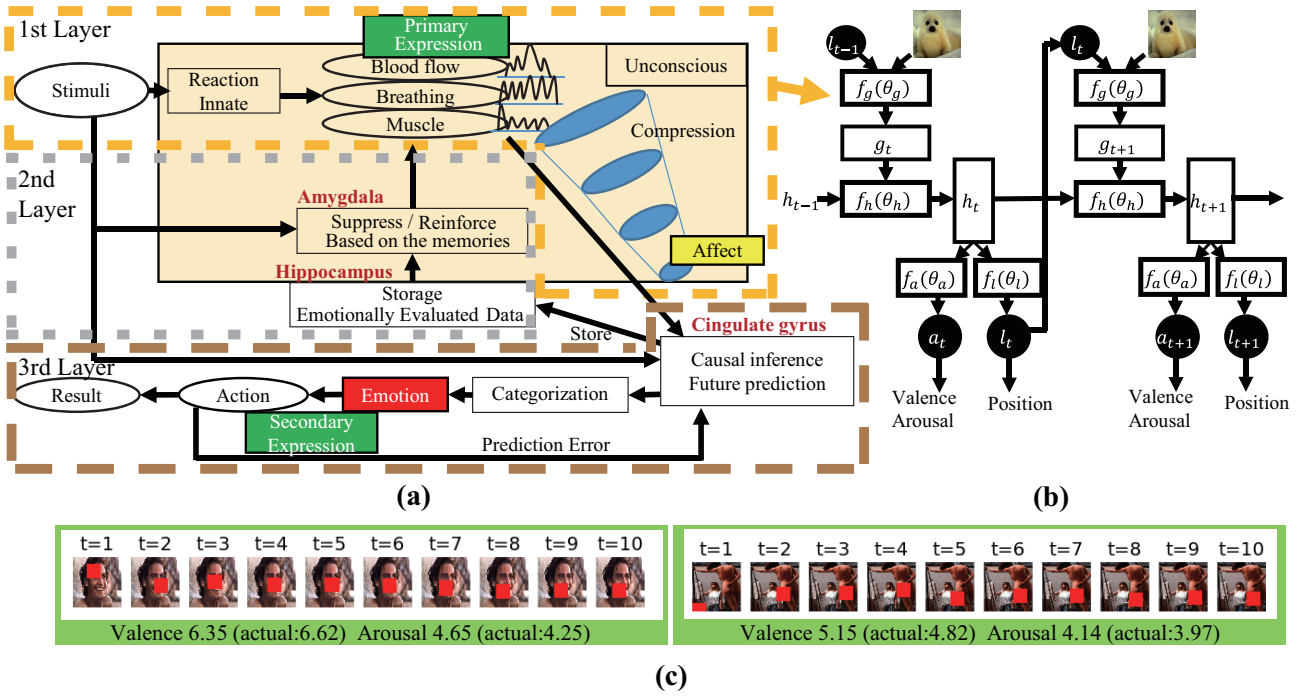 1st Layer
Primary
Expression
Blood flow
Unconscious
Stimuli
Reaction
Innate
Breathing
Muscle
Compression
2nd
Layer
Amygdala
Suppress / Reinforce
Based on the memories
Affect
Hippocampus
Storage
Emotionally Evaluated Data
Store
Cingulate gyrus
Causal inference
Future prediction
3rd Layer
Result
Action
Emotion
Categorization
Secondary
Expression
Prediction Error
(a)
l_{t-1}
f_g(θ_g)
g_t
h_{t-1}
f_h(θ_h)
h_t
f_a(θ_a)
f_l(θ_l)
a_t
l_t
Valence
Arousal
Position
l_t
f_g(θ_g)
g_{t+1}
f_h(θ_h)
h_{t+1}
f_a(θ_a)
f_l(θ_l)
a_{t+1}
l_{t+1}
Valence
Arousal
Position
(b)
t=1 t=2 t=3 t=4 t=5 t=6 t=7 t=8 t=9 t=10
Valence 6.35 (actual:6.62) Arousal 4.65 (actual:4.25)
t=1 t=2 t=3 t=4 t=5 t=6 t=7 t=8 t=9 t=10
Valence 5.15 (actual:4.82) Arousal 4.14 (actual:3.97)
(c)